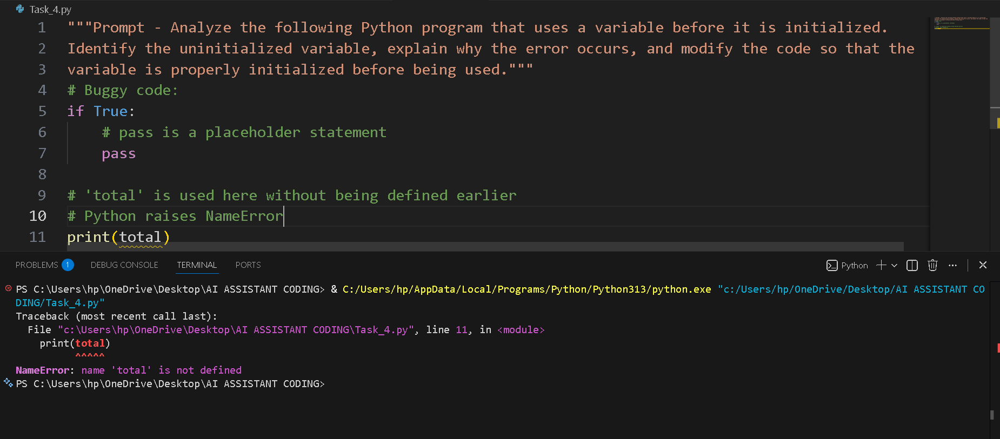 Task_4.py
1 """Prompt - Analyze the following Python program that uses a variable before it is initialized.
2 Identify the uninitialized variable, explain why the error occurs, and modify the code so that the
3 variable is properly initialized before being used."""
4 # Buggy code:
5 if True:
6     # pass is a placeholder statement
7     pass
8
9 # 'total' is used here without being defined earlier
10 # Python raises NameError
11 print(total)
PROBLEMS 1 DEBUG CONSOLE TERMINAL PORTS Python
PS C:\Users\hp\OneDrive\Desktop\AI ASSISTANT CODING> & C:/Users/hp/AppData/Local/Programs/Python/Python313/python.exe "c:/Users/hp/OneDrive/Desktop/AI ASSISTANT CO
DING/Task_4.py"
Traceback (most recent call last):
  File "c:\Users\hp\OneDrive\Desktop\AI ASSISTANT CODING\Task_4.py", line 11, in <module>
    print(total)
          ^^^^^
NameError: name 'total' is not defined
PS C:\Users\hp\OneDrive\Desktop\AI ASSISTANT CODING>